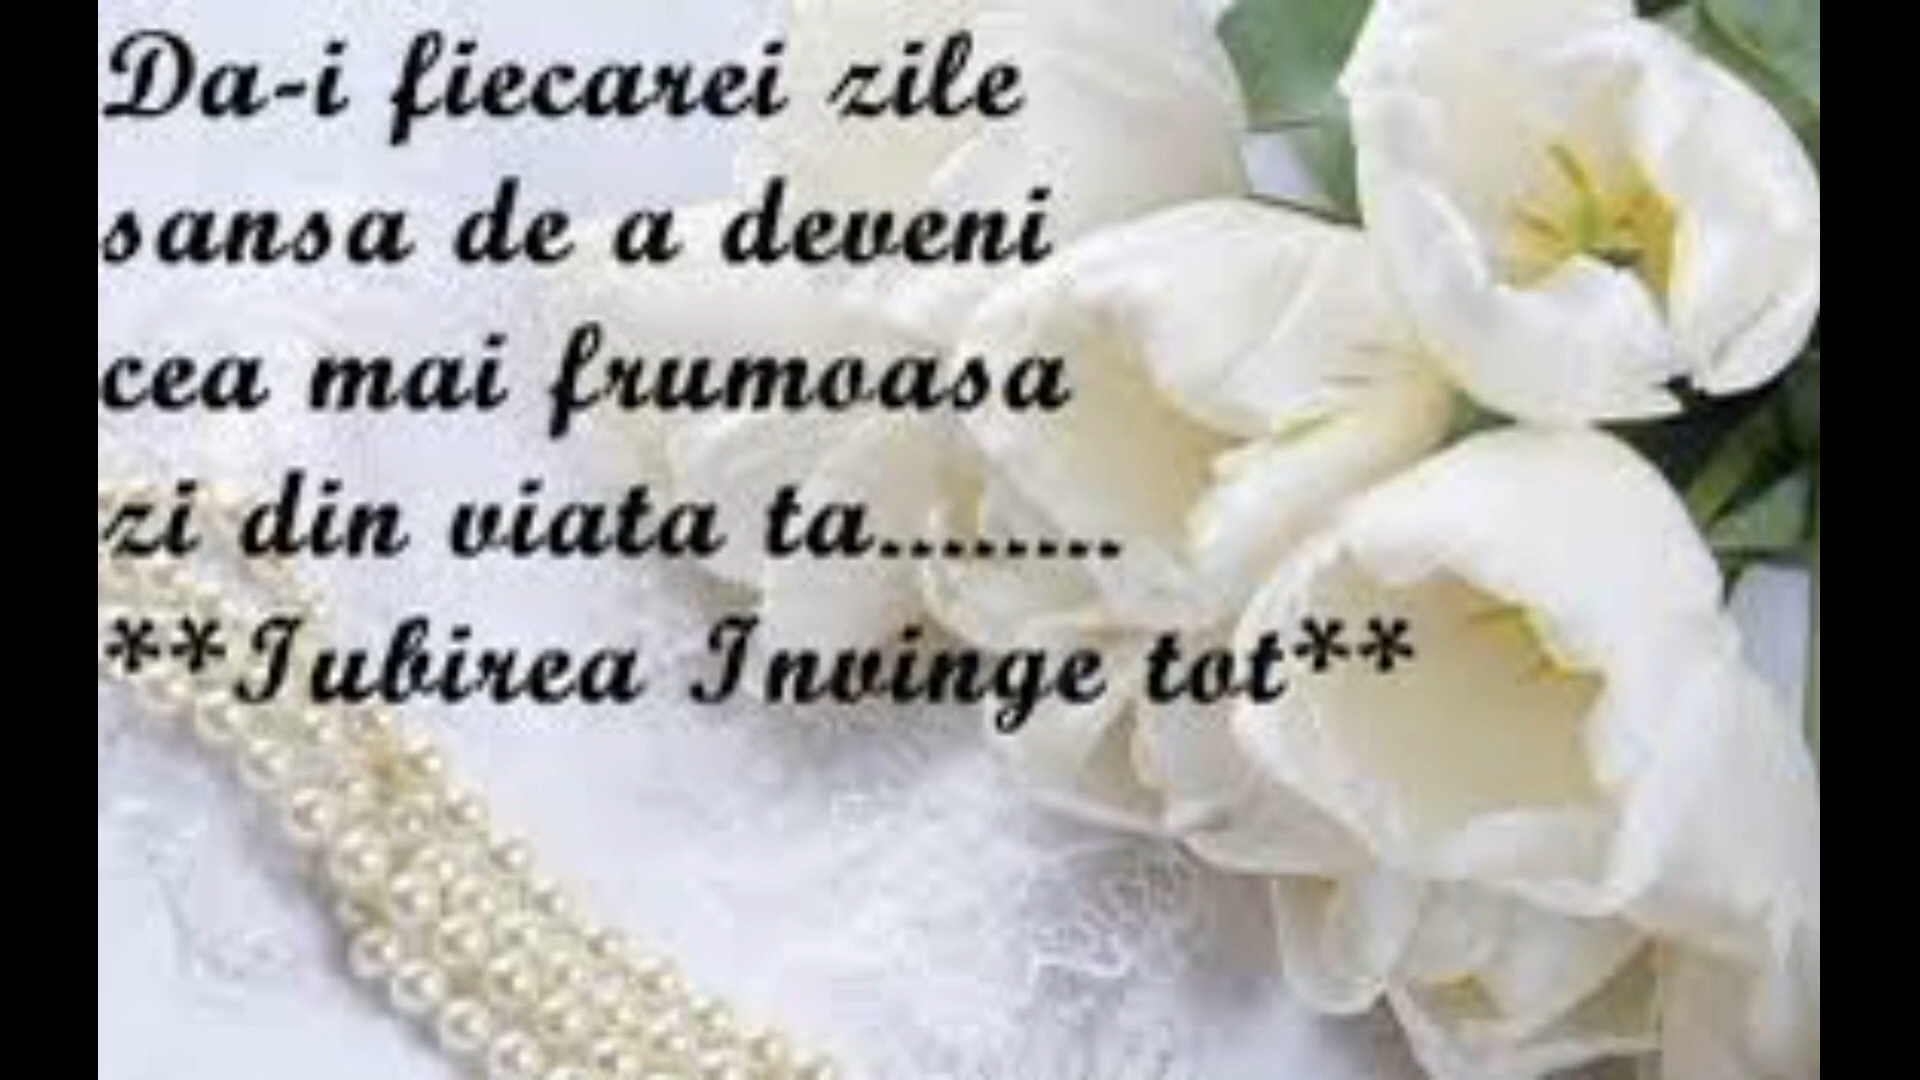 Da-i fiecarei zile
sansa de a deveni
cea mai frumoasa
zi din viata ta........
**Iubirea Invinge tot**